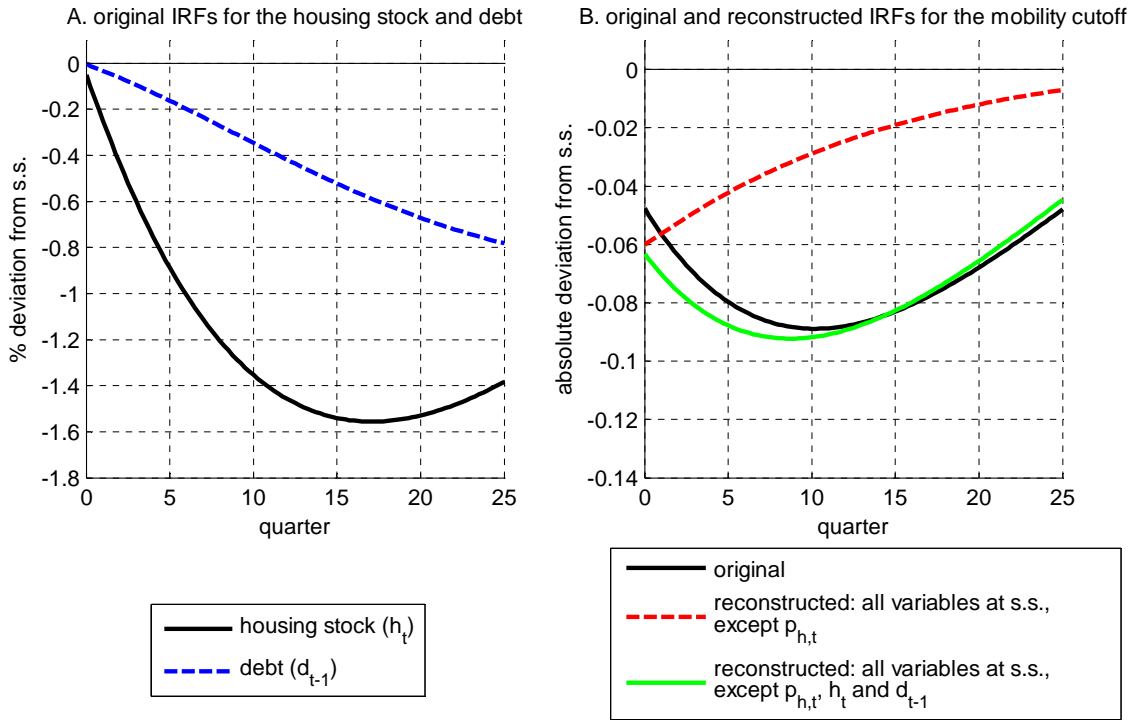 A. original IRFs for the housing stock and debt
0
-0.2
-0.4
-0.6
-0.8
-1
-1.2
-1.4
-1.6
-1.8
% deviation from s.s.
0 5 10 15 20 25
quarter
housing stock (h_t)
debt (d_{t-1})
B. original and reconstructed IRFs for the mobility cutoff
0
-0.02
-0.04
-0.06
-0.08
-0.1
-0.12
-0.14
absolute deviation from s.s.
0 5 10 15 20 25
quarter
original
reconstructed: all variables at s.s.,
except p_{h,t}
reconstructed: all variables at s.s.,
except p_{h,t}, h_t and d_{t-1}